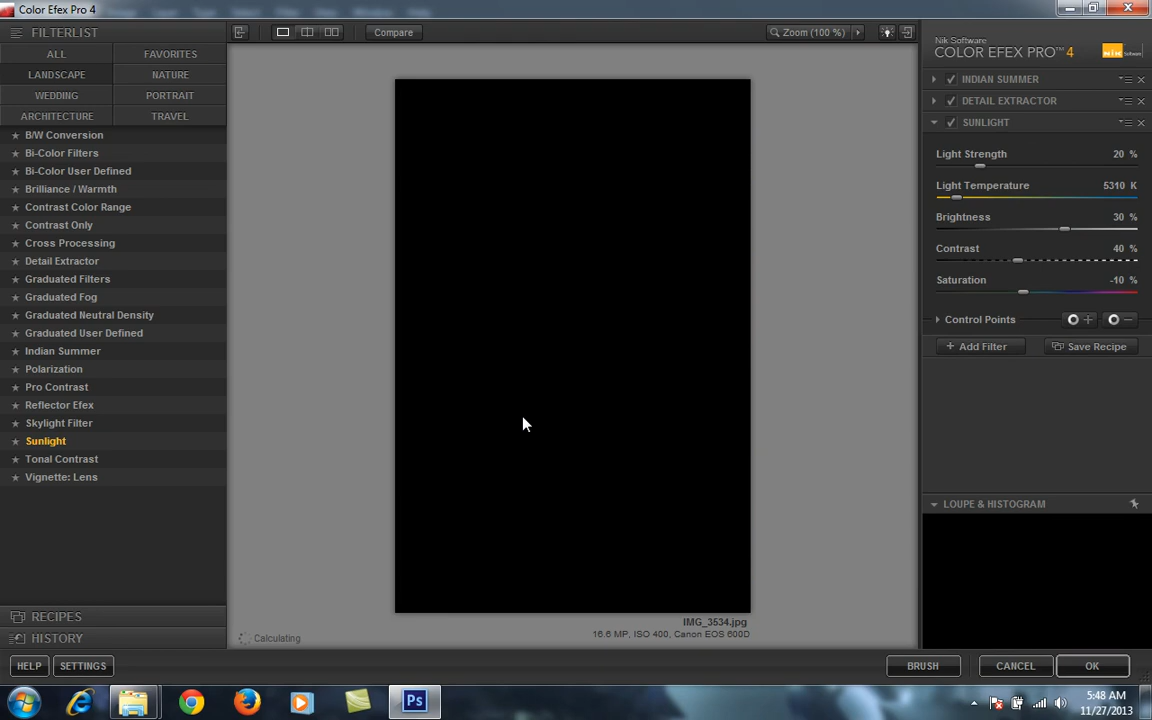 Color Efex Pro 4
FILTERLIST
ALL
FAVORITES
LANDSCAPE
NATURE
WEDDING
PORTRAIT
ARCHITECTURE
TRAVEL
B/W Conversion
Bi-Color Filters
Bi-Color User Defined
Brilliance / Warmth
Contrast Color Range
Contrast Only
Cross Processing
Detail Extractor
Graduated Filters
Graduated Fog
Graduated Neutral Density
Graduated User Defined
Indian Summer
Polarization
Pro Contrast
Reflector Efex
Skylight Filter
Sunlight
Tonal Contrast
Vignette: Lens
RECIPES
HISTORY
HELP
SETTINGS
Compare
Zoom (100 %)
IMG_3534.jpg
16.6 MP, ISO 400, Canon EOS 600D
Calculating
Nik Software
COLOR EFEX PRO™ 4
NiK Software
INDIAN SUMMER
DETAIL EXTRACTOR
SUNLIGHT
Light Strength 20 %
Light Temperature 5310 K
Brightness 30 %
Contrast 40 %
Saturation -10 %
Control Points
+ Add Filter
Save Recipe
LOUPE & HISTOGRAM
BRUSH
CANCEL
OK
Ps
5:48 AM
11/27/2013